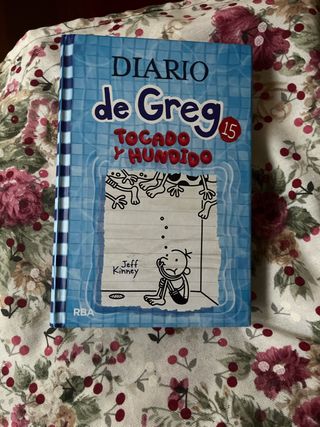 DIARIO
de Greg
15
TOCADO
Y HUNDIDO
Jeff
Kinney
RBA